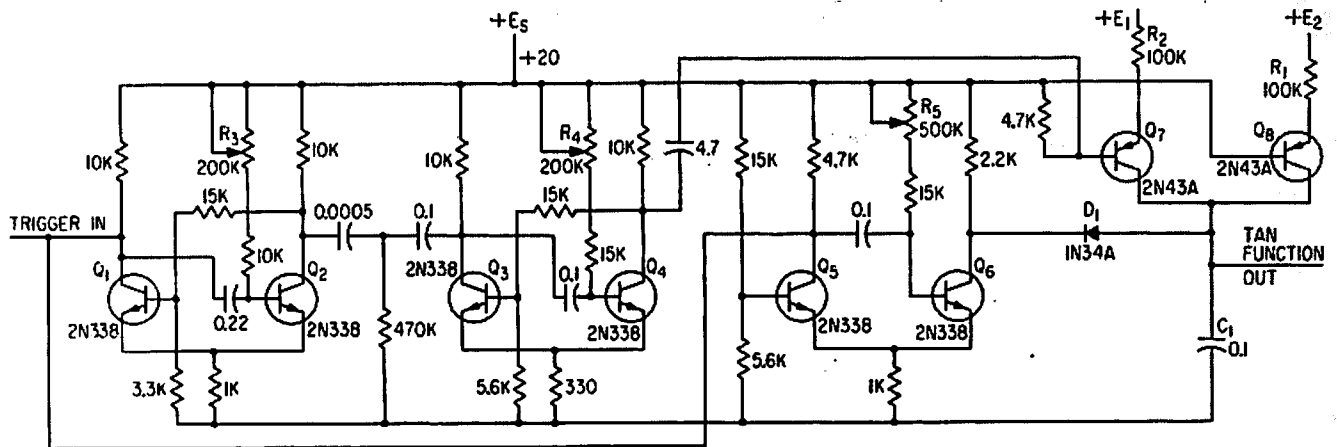 +E5
+20
+E1
R2
100K
+E2
R1
100K
10K
R3
200K
10K
10K
R4
200K
10K
4.7
15K
4.7K
R5
500K
2.2K
4.7K
Q7
2N43A
Q8
2N43A
15K
0.0005
0.1
15K
15K
0.1
D1
1N34A
TRIGGER IN
TAN
FUNCTION
OUT
Q1
10K
Q2
2N338
Q3
15K
Q4
Q5
Q6
0.1
2N338
0.22
2N338
470K
2N338
2N338
2N338
C1
0.1
3.3K
1K
5.6K
330
5.6K
1K